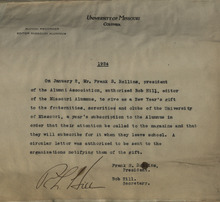 UNIVERSITY OF MISSOURI
COLUMBIA
1924
On January 8, Mr. Frank B. Rollins, president
of the Alumni Association, authorized Bob Hill, editor
of the Missouri Alumnus, to give as a New Year's gift
to the fraternities, sororities and clubs of the University of
Missouri, a year's subscription to the Alumnus in
order that their attention be called to the magazine and that
they will subscribe for it when they leave school. A
circular letter was authorized to be sent to the
organizations notifying them of the gift.
Frank B. Rollins,
President.
Bob Hill,
Secretary.